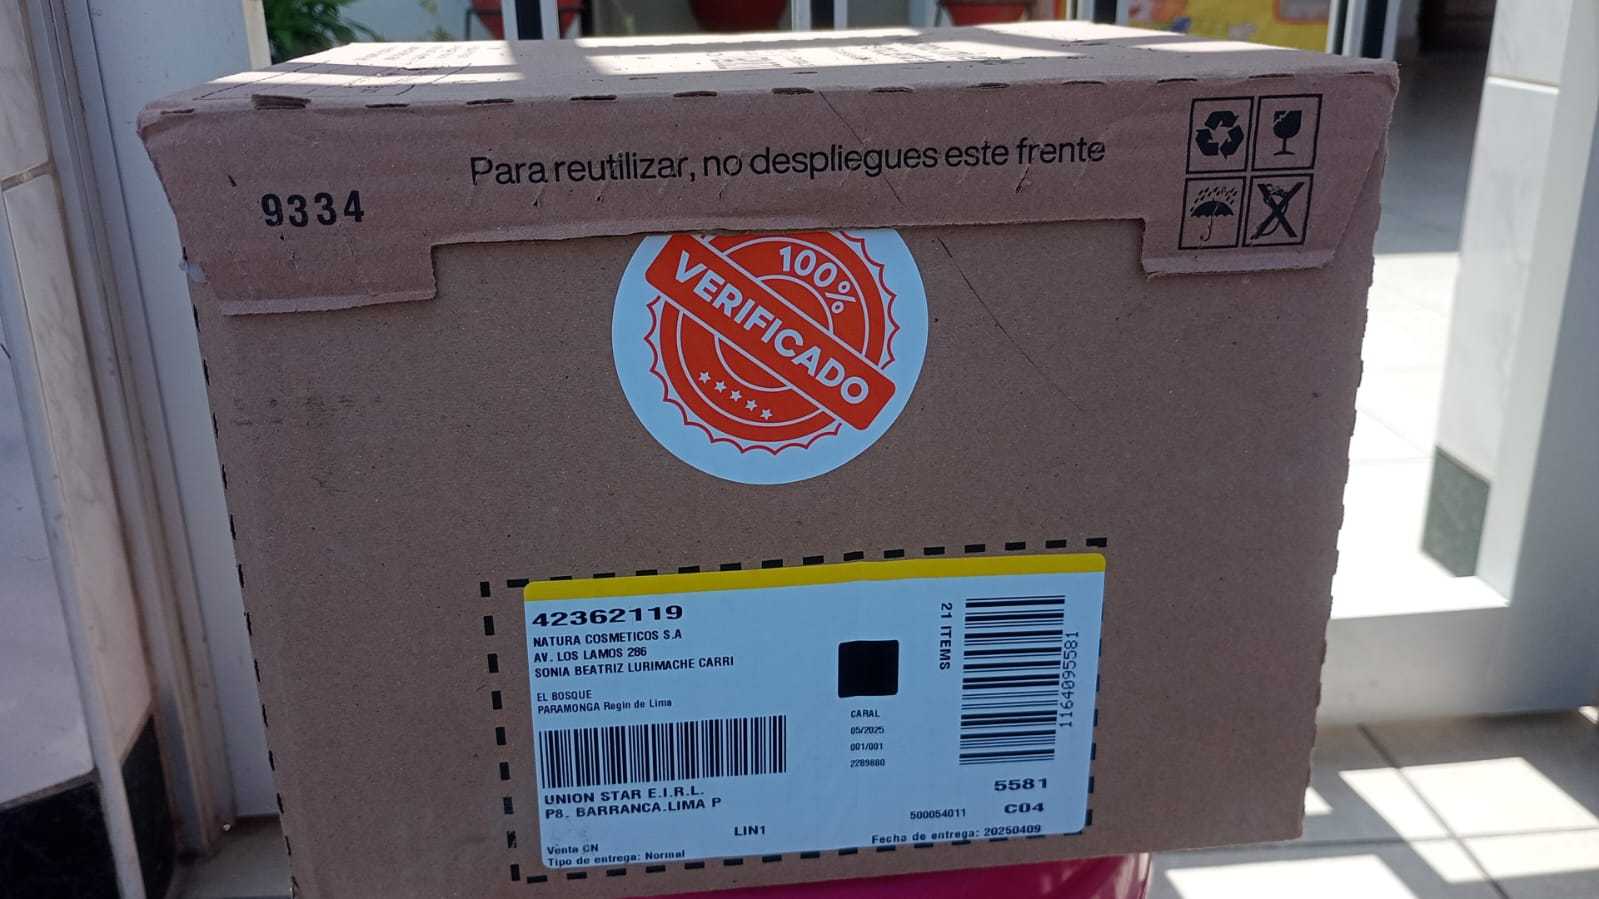 Para reutilizar, no despliegues este frente
9334
100%
VERIFICADO
42362119
NATURA COSMETICOS S.A
AV. LOS LAMOS 286
SONIA BEATRIZ LURIMACHE CARRI
EL BOSQUE
PARAMONGA Regin de Lima
UNION STAR E.I.R.L.
P8. BARRANCA.LIMA P
LIN1
Venta CN
Tipo de entrega: Normal
CARAL
05/2025
001/001
2289880
21 ITEMS
1164095581
5581
500054011
C04
Fecha de entrega: 20250409